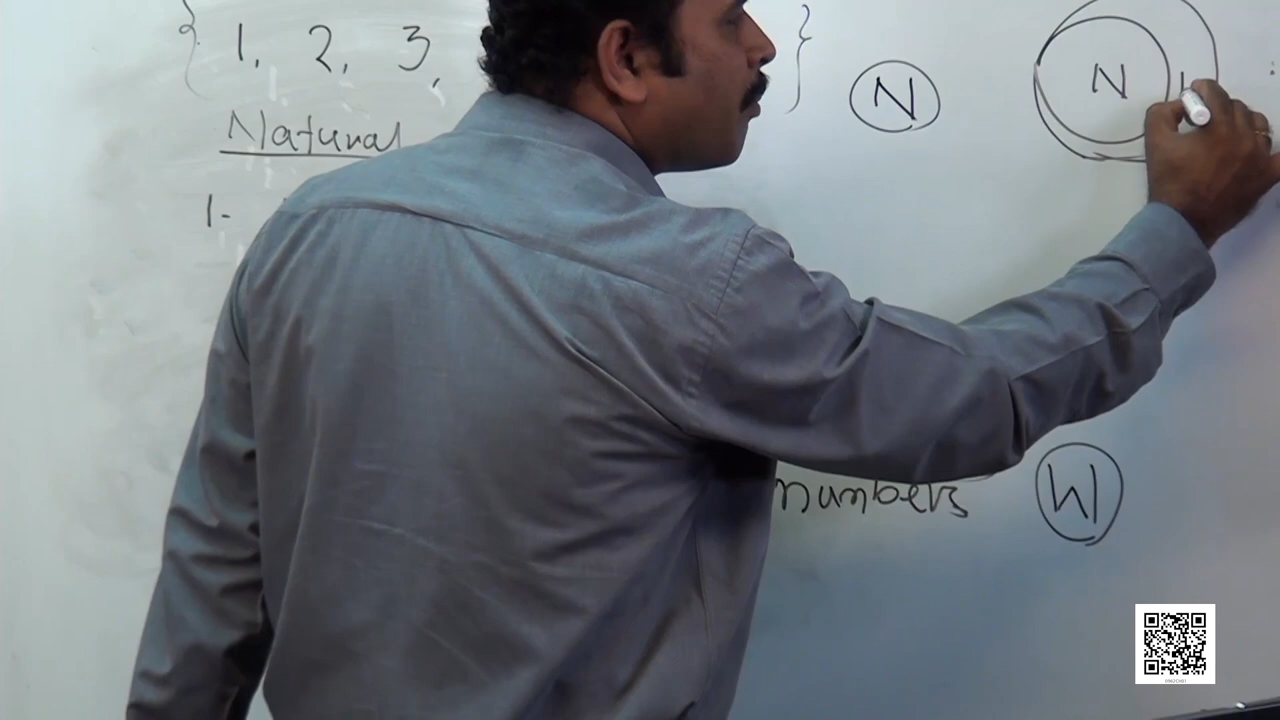 { 1, 2, 3, }
N
N
Natural
1-
numbers
W